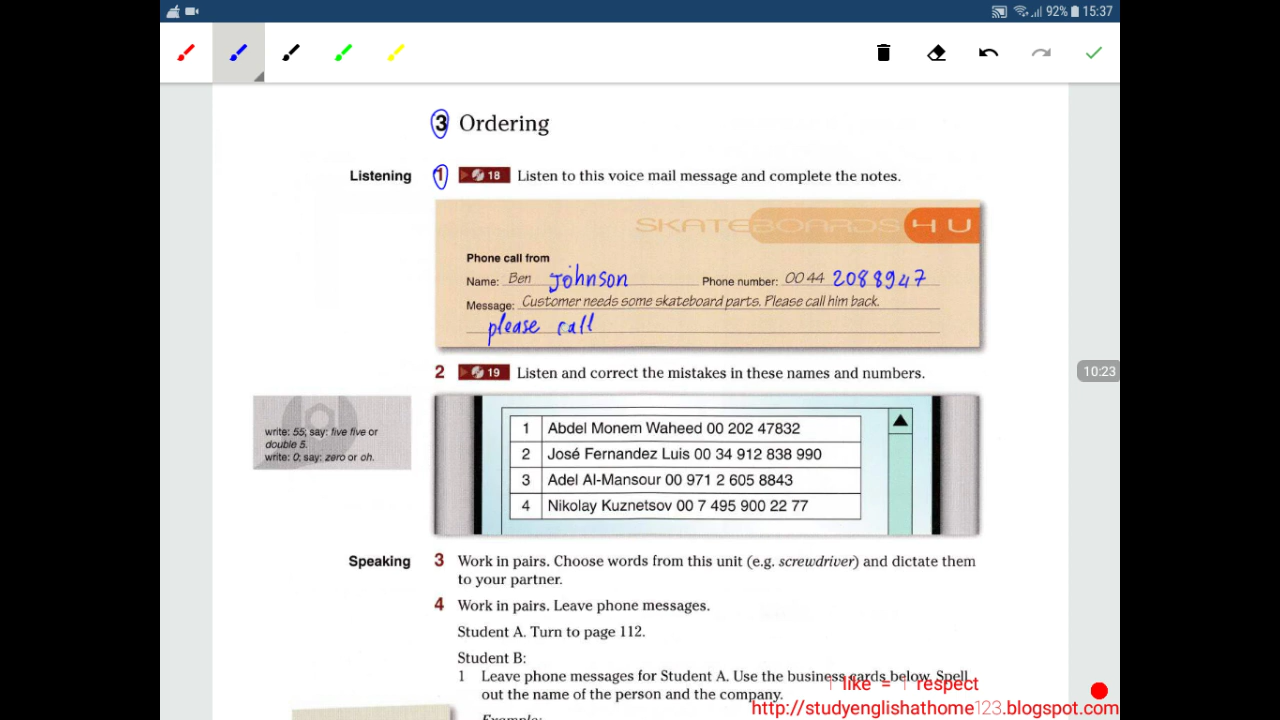 92% 15:37
3 Ordering
Listening 1 18 Listen to this voice mail message and complete the notes.
SKATEBOARDS 4 U
Phone call from
Name: Ben Johnson Phone number: 00 44 2088947
Message: Customer needs some skateboard parts. Please call him back.
please call
2 19 Listen and correct the mistakes in these names and numbers.
10:23
write: 55; say: five five or
double 5.
write: 0; say: zero or oh.
1 Abdel Monem Waheed 00 202 47832
2 José Fernandez Luis 00 34 912 838 990
3 Adel Al-Mansour 00 971 2 605 8843
4 Nikolay Kuznetsov 00 7 495 900 22 77
Speaking 3 Work in pairs. Choose words from this unit (e.g. screwdriver) and dictate them
to your partner.
4 Work in pairs. Leave phone messages.
Student A. Turn to page 112.
Student B:
1 Leave phone messages for Student A. Use the business cards below. Spell
out the name of the person and the company.
1 like = 1 respect
http://studyenglishathome123.blogspot.com
Example: